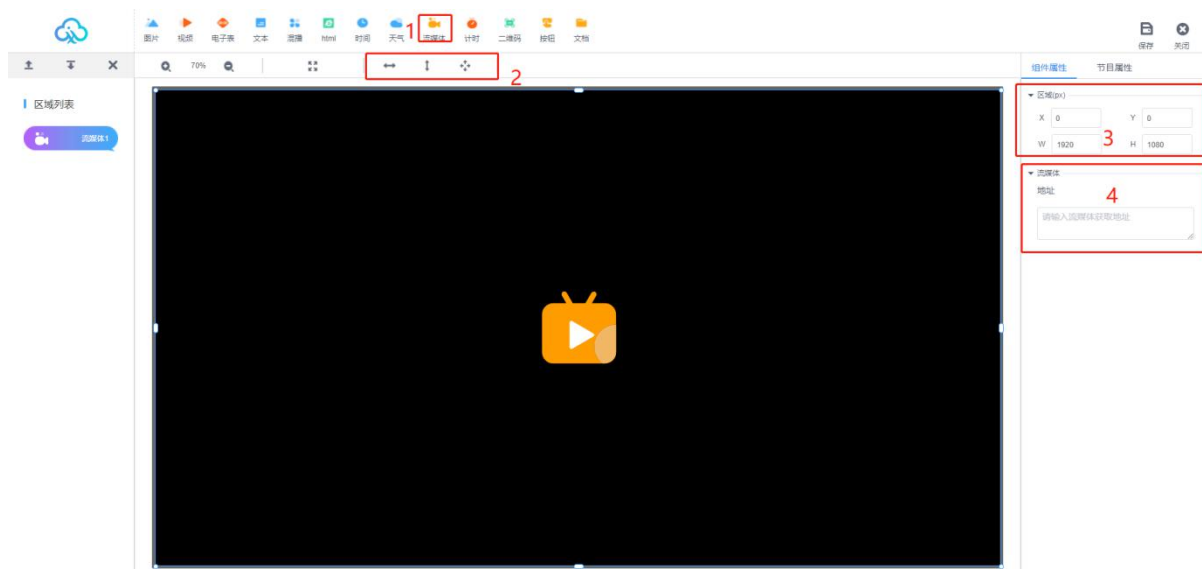 图片 视频 电子表 文本 混播 html 时间 天气 流媒体 计时 二维码 按钮 文档
1
保存 关闭
70%
2
组件属性 节目属性
区域列表
流媒体1
区域(px)
X 0 Y 0
W 1920 H 1080
3
流媒体
地址
4
请输入流媒体获取地址